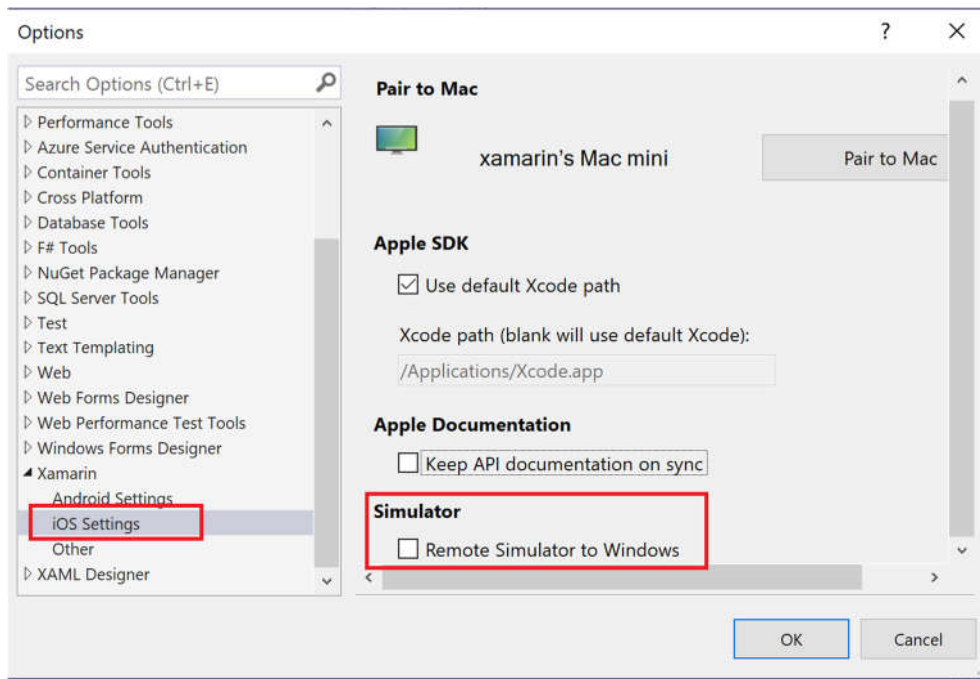 Options
Search Options (Ctrl+E)
Performance Tools
Azure Service Authentication
Container Tools
Cross Platform
Database Tools
F# Tools
NuGet Package Manager
SQL Server Tools
Test
Text Templating
Web
Web Forms Designer
Web Performance Test Tools
Windows Forms Designer
Xamarin
Android Settings
iOS Settings
Other
XAML Designer
Pair to Mac
xamarin's Mac mini
Pair to Mac
Apple SDK
Use default Xcode path
Xcode path (blank will use default Xcode):
/Applications/Xcode.app
Apple Documentation
Keep API documentation on sync
Simulator
Remote Simulator to Windows
OK
Cancel